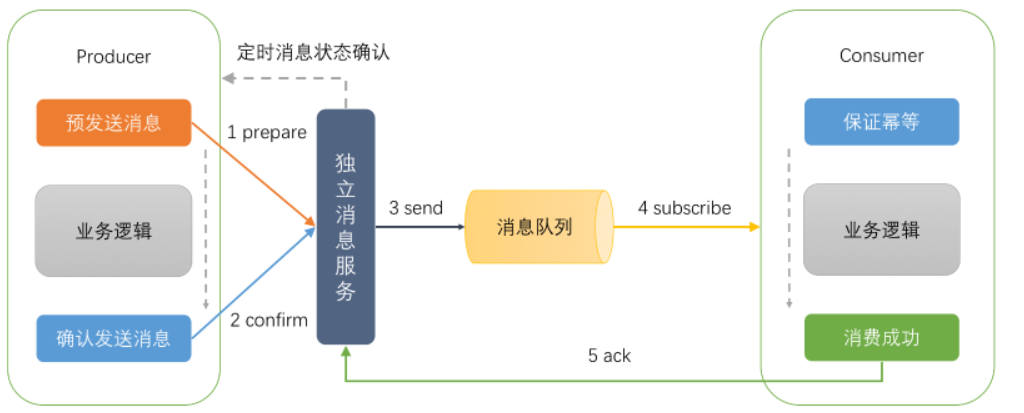 Producer
预发送消息
业务逻辑
确认发送消息
定时消息状态确认
1 prepare
2 confirm
独立消息服务
3 send
消息队列
4 subscribe
5 ack
Consumer
保证幂等
业务逻辑
消费成功